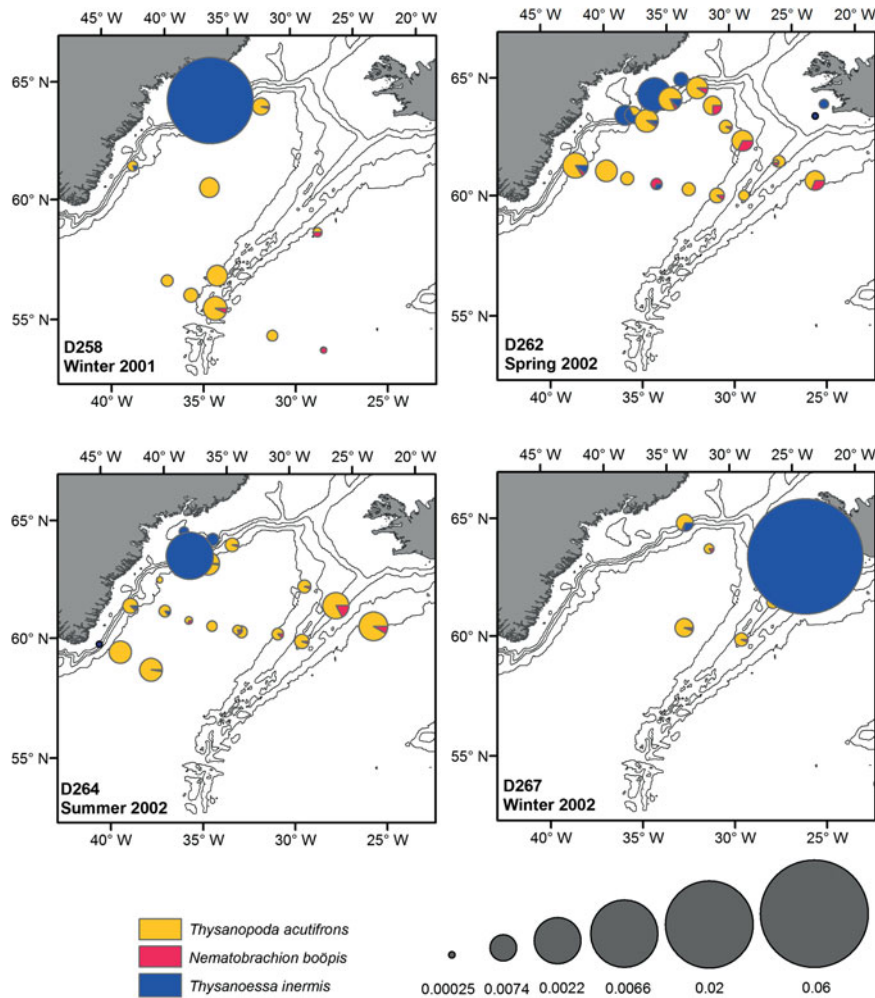 45° W 40° W 35° W 30° W 25° W 20° W
65° N
60° N
55° N
D258
Winter 2001
40° W 35° W 30° W 25° W
45° W 40° W 35° W 30° W 25° W 20° W
65° N
60° N
55° N
D262
Spring 2002
40° W 35° W 30° W 25° W
45° W 40° W 35° W 30° W 25° W 20° W
65° N
60° N
55° N
D264
Summer 2002
40° W 35° W 30° W 25° W
45° W 40° W 35° W 30° W 25° W 20° W
65° N
60° N
55° N
D267
Winter 2002
40° W 35° W 30° W 25° W
Thysanopoda acutifrons
Nematobrachion boöpis
Thysanoessa inermis
0.00025 0.0074 0.0022 0.0066 0.02 0.06